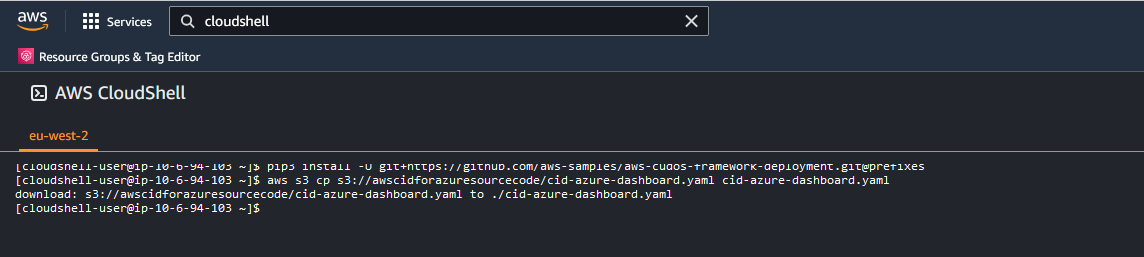 aws
Services
cloudshell
Resource Groups & Tag Editor
AWS CloudShell
eu-west-2
[cloudshell-user@ip-10-6-94-103 ~]$ pip3 install -U git+https://github.com/aws-samples/aws-cudos-framework-deployment.git@prefixes
[cloudshell-user@ip-10-6-94-103 ~]$ aws s3 cp s3://awscidforazuresourcecode/cid-azure-dashboard.yaml cid-azure-dashboard.yaml
download: s3://awscidforazuresourcecode/cid-azure-dashboard.yaml to ./cid-azure-dashboard.yaml
[cloudshell-user@ip-10-6-94-103 ~]$